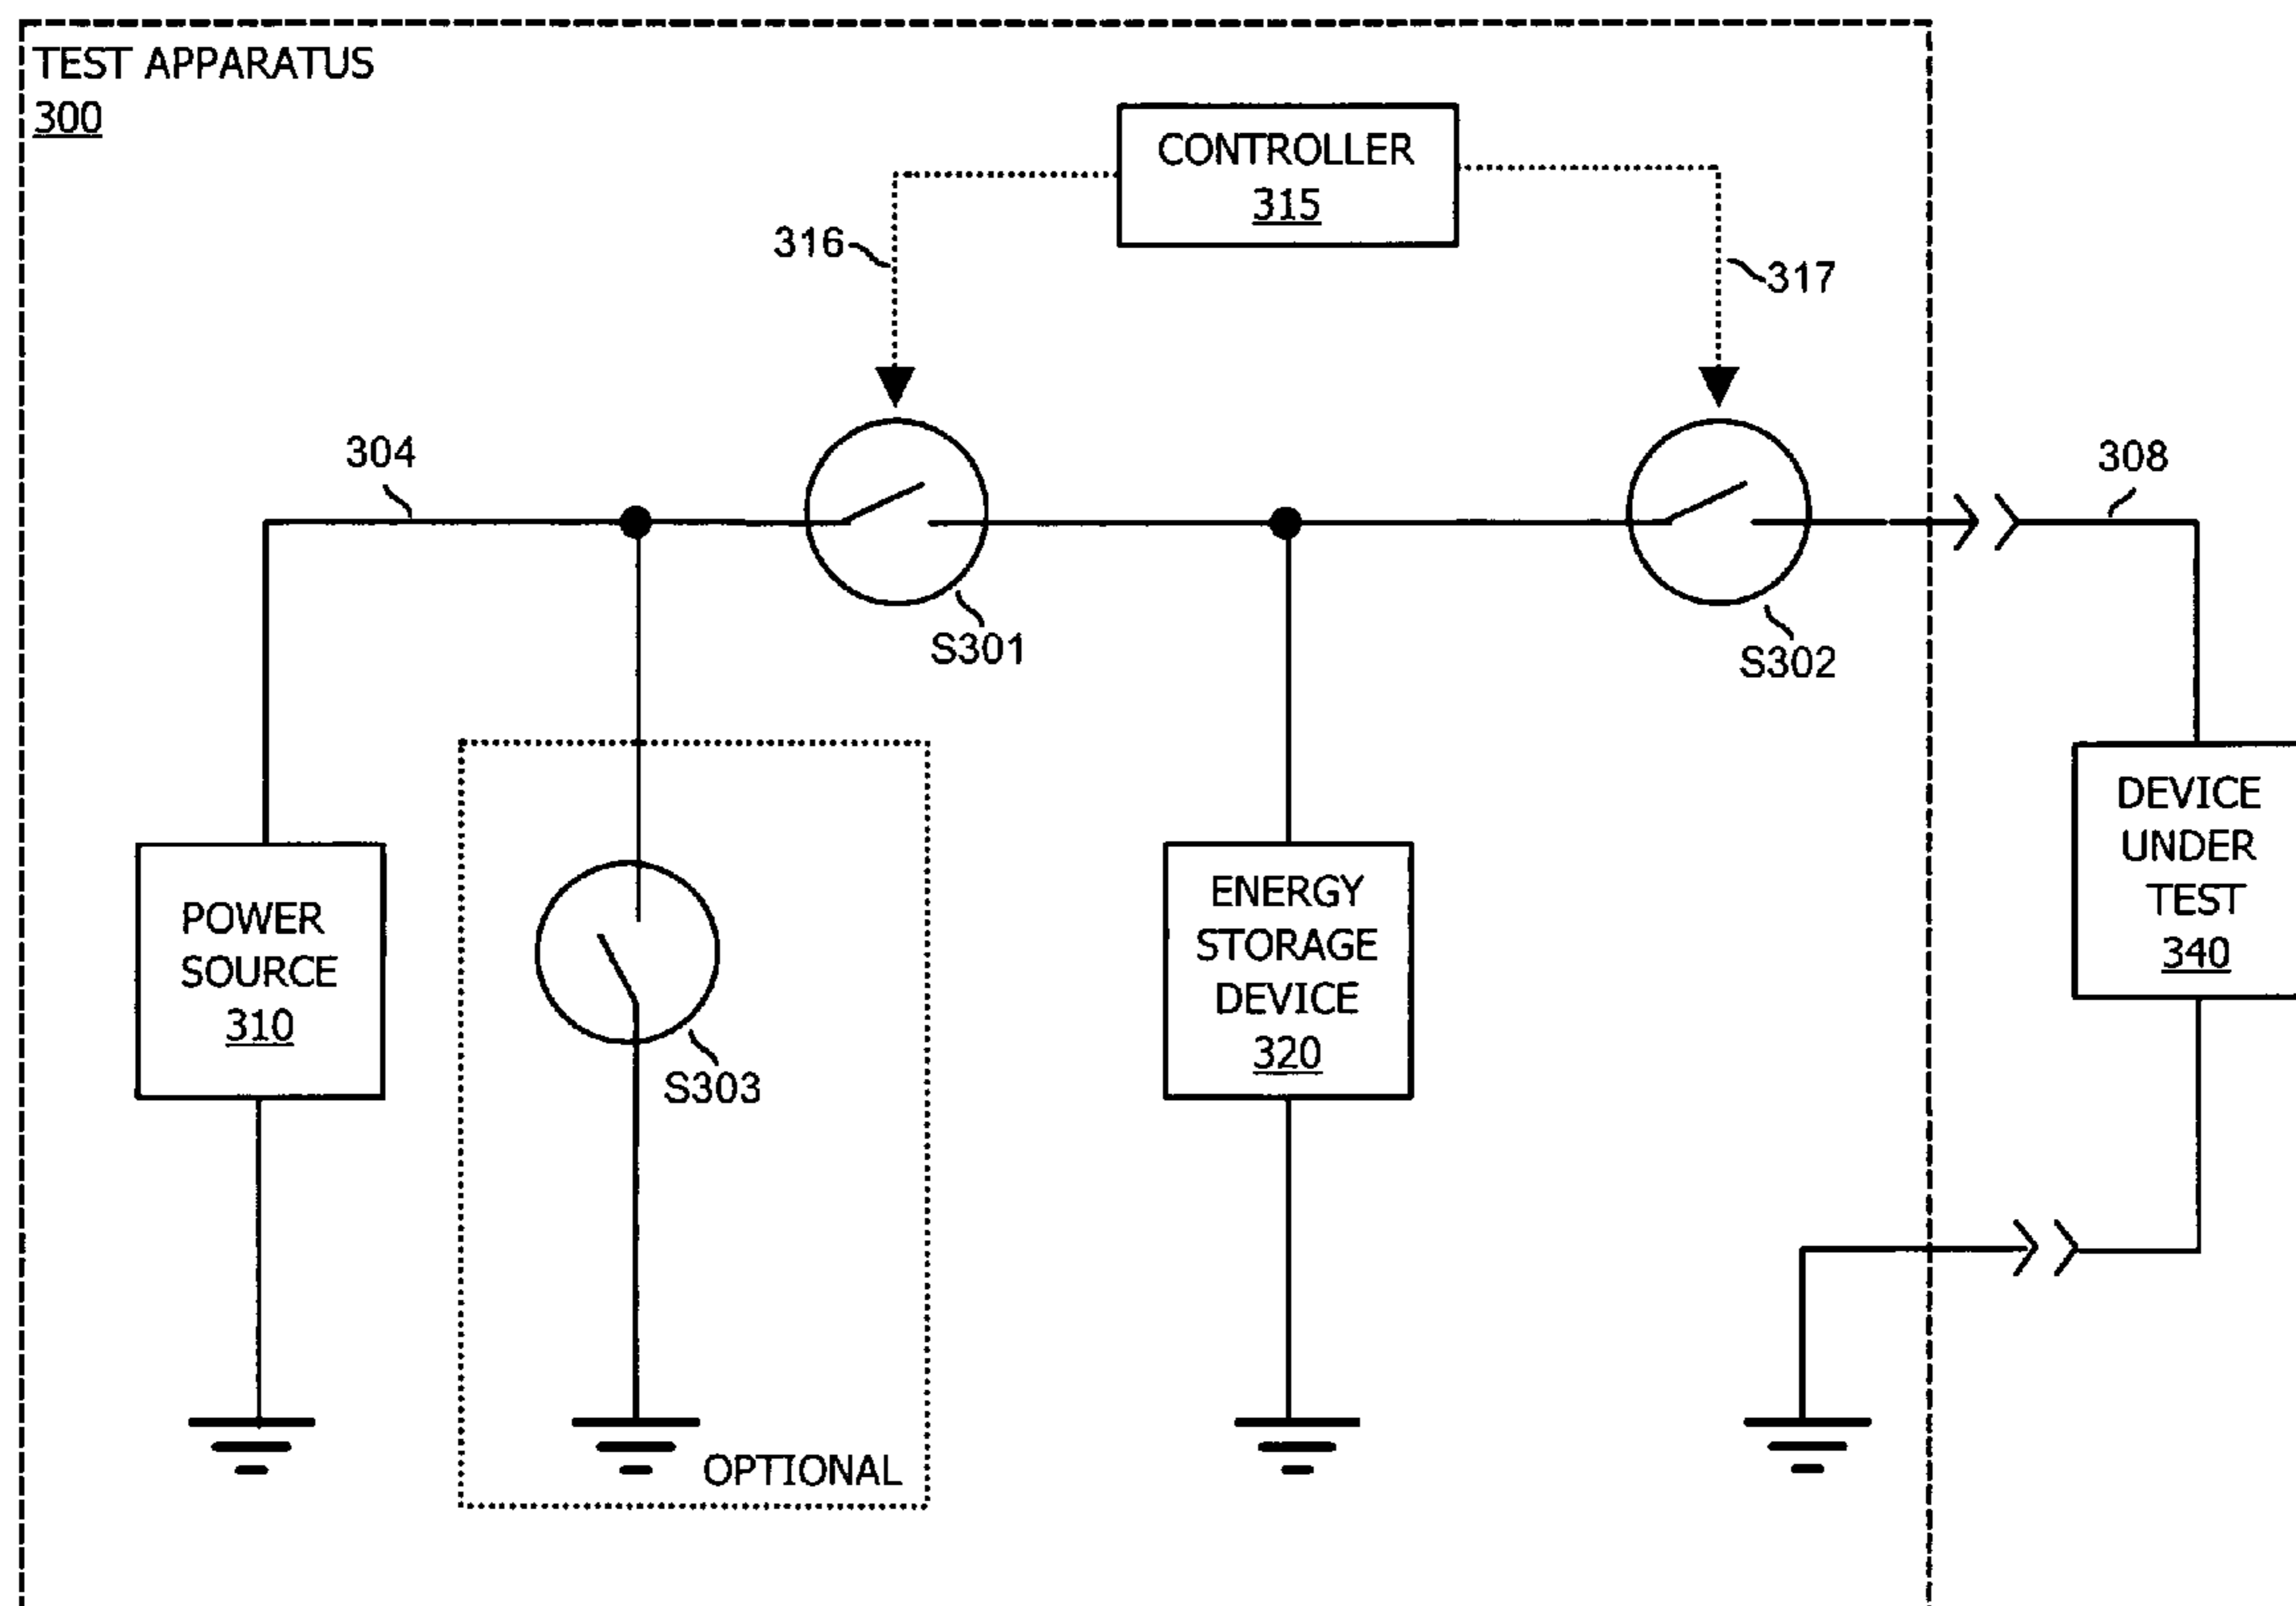 TEST APPARATUS
300
CONTROLLER
315
316
317
304
308
S301
S302
DEVICE
UNDER
TEST
340
POWER
SOURCE
310
ENERGY
STORAGE
DEVICE
320
S303
OPTIONAL